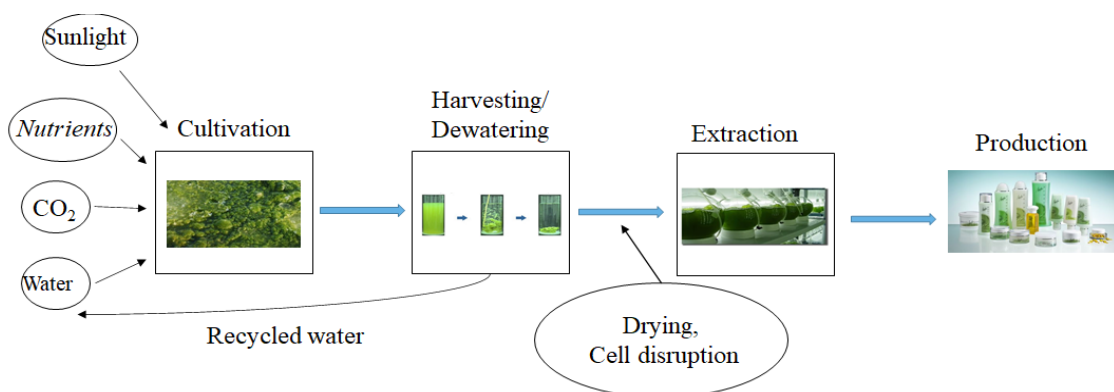 Sunlight
Nutrients
CO₂
Water
Cultivation
Harvesting/
Dewatering
Recycled water
Drying,
Cell disruption
Extraction
Production